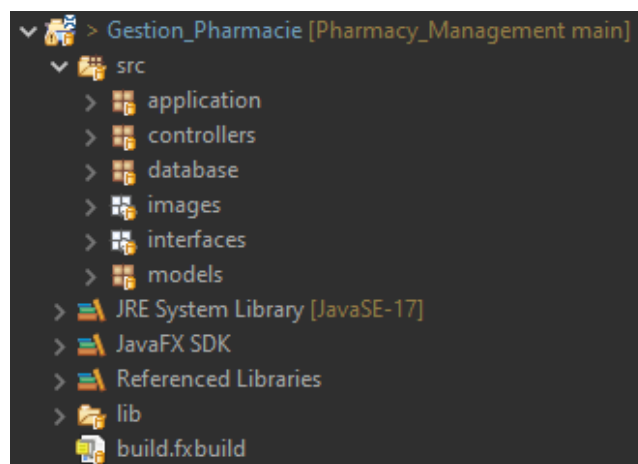 > Gestion_Pharmacie [Pharmacy_Management main]
src
application
controllers
database
images
interfaces
models
JRE System Library [JavaSE-17]
JavaFX SDK
Referenced Libraries
lib
build.fxbuild